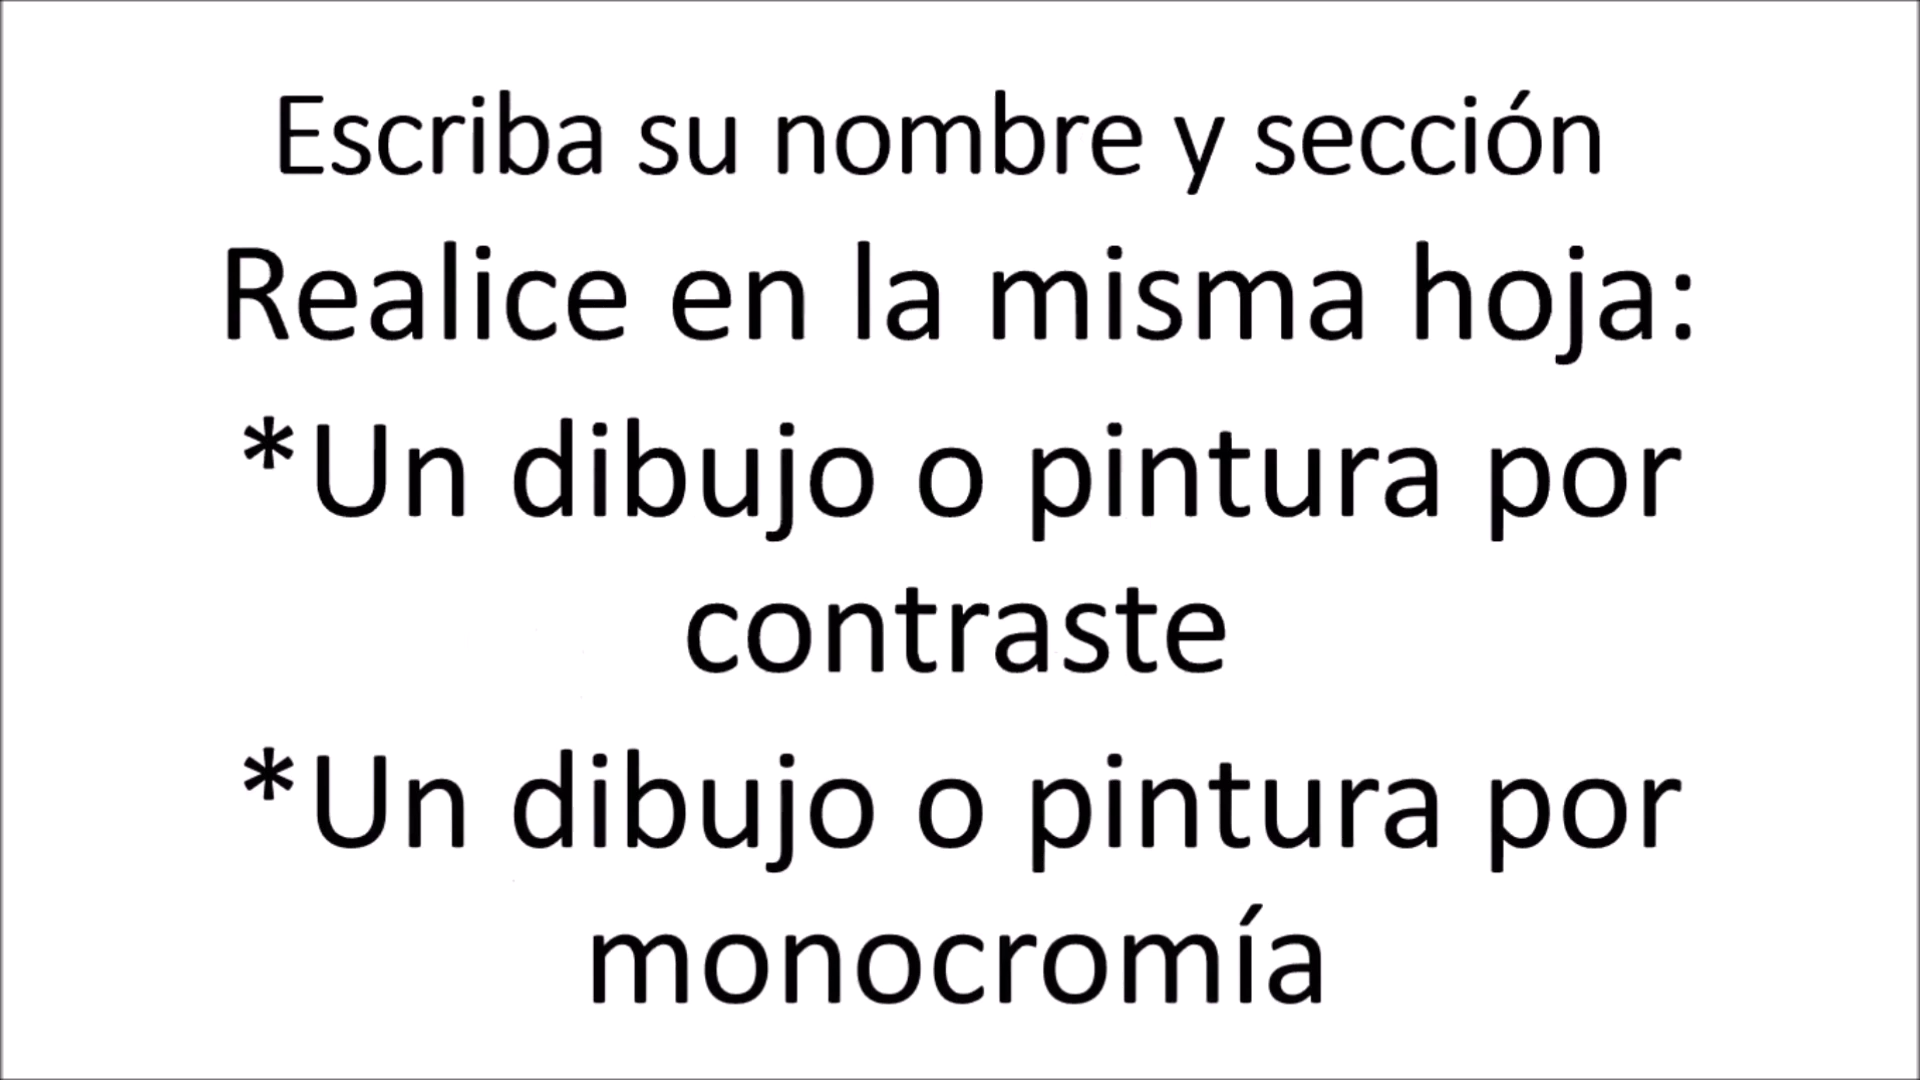 Escriba su nombre y sección
Realice en la misma hoja:
*Un dibujo o pintura por
contraste
*Un dibujo o pintura por
monocromía